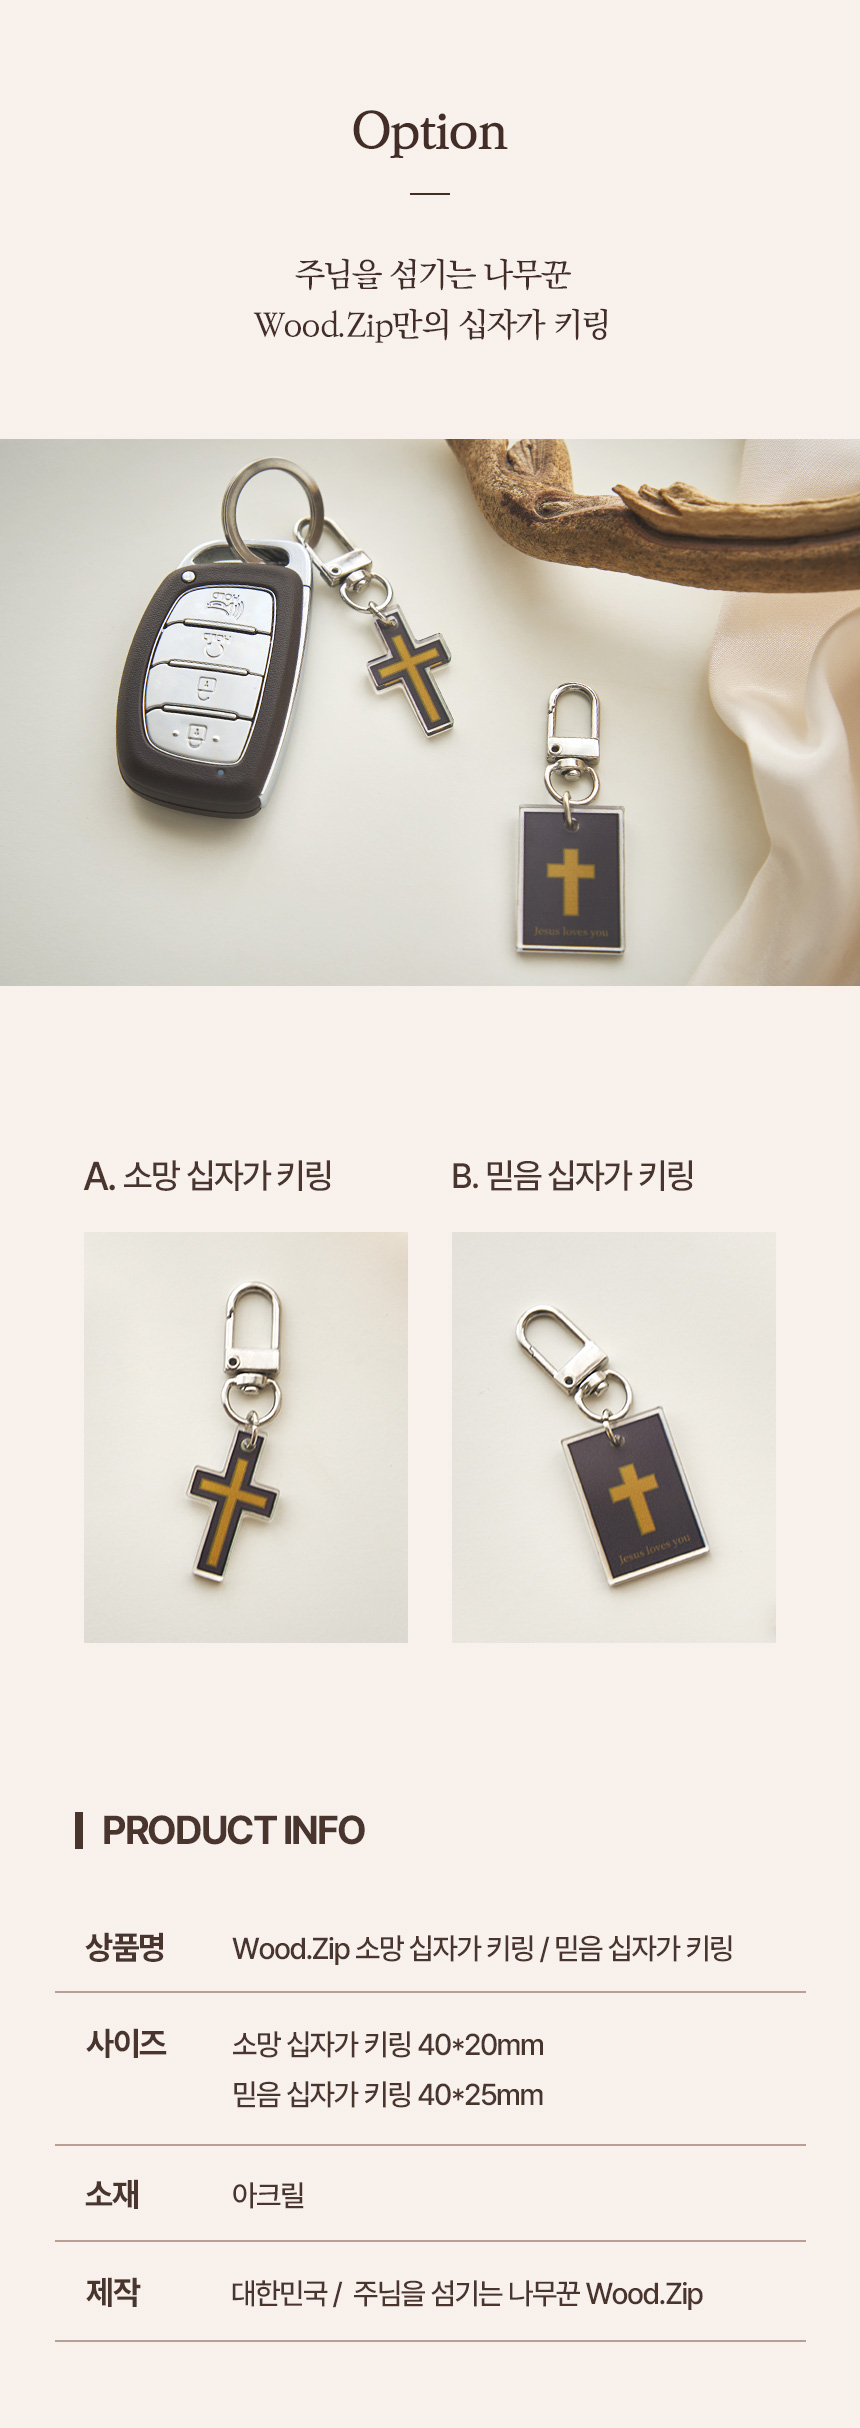 Option
주님을 섬기는 나무꾼
Wood.Zip만의 십자가 키링
HOLD
HOLD
Jesus loves you
A. 소망 십자가 키링
B. 믿음 십자가 키링
Jesus loves you
PRODUCT INFO
상품명 Wood.Zip 소망 십자가 키링 / 믿음 십자가 키링
사이즈 소망 십자가 키링 40*20mm
믿음 십자가 키링 40*25mm
소재 아크릴
제작 대한민국 / 주님을 섬기는 나무꾼 Wood.Zip